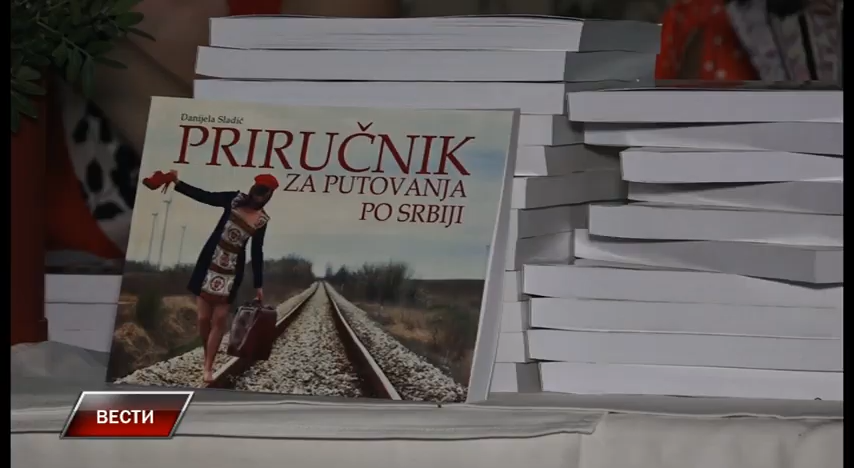 Danijela Sladić
PRIRUČNIK
ZA PUTOVANJA
PO SRBIJI
ВЕСТИ